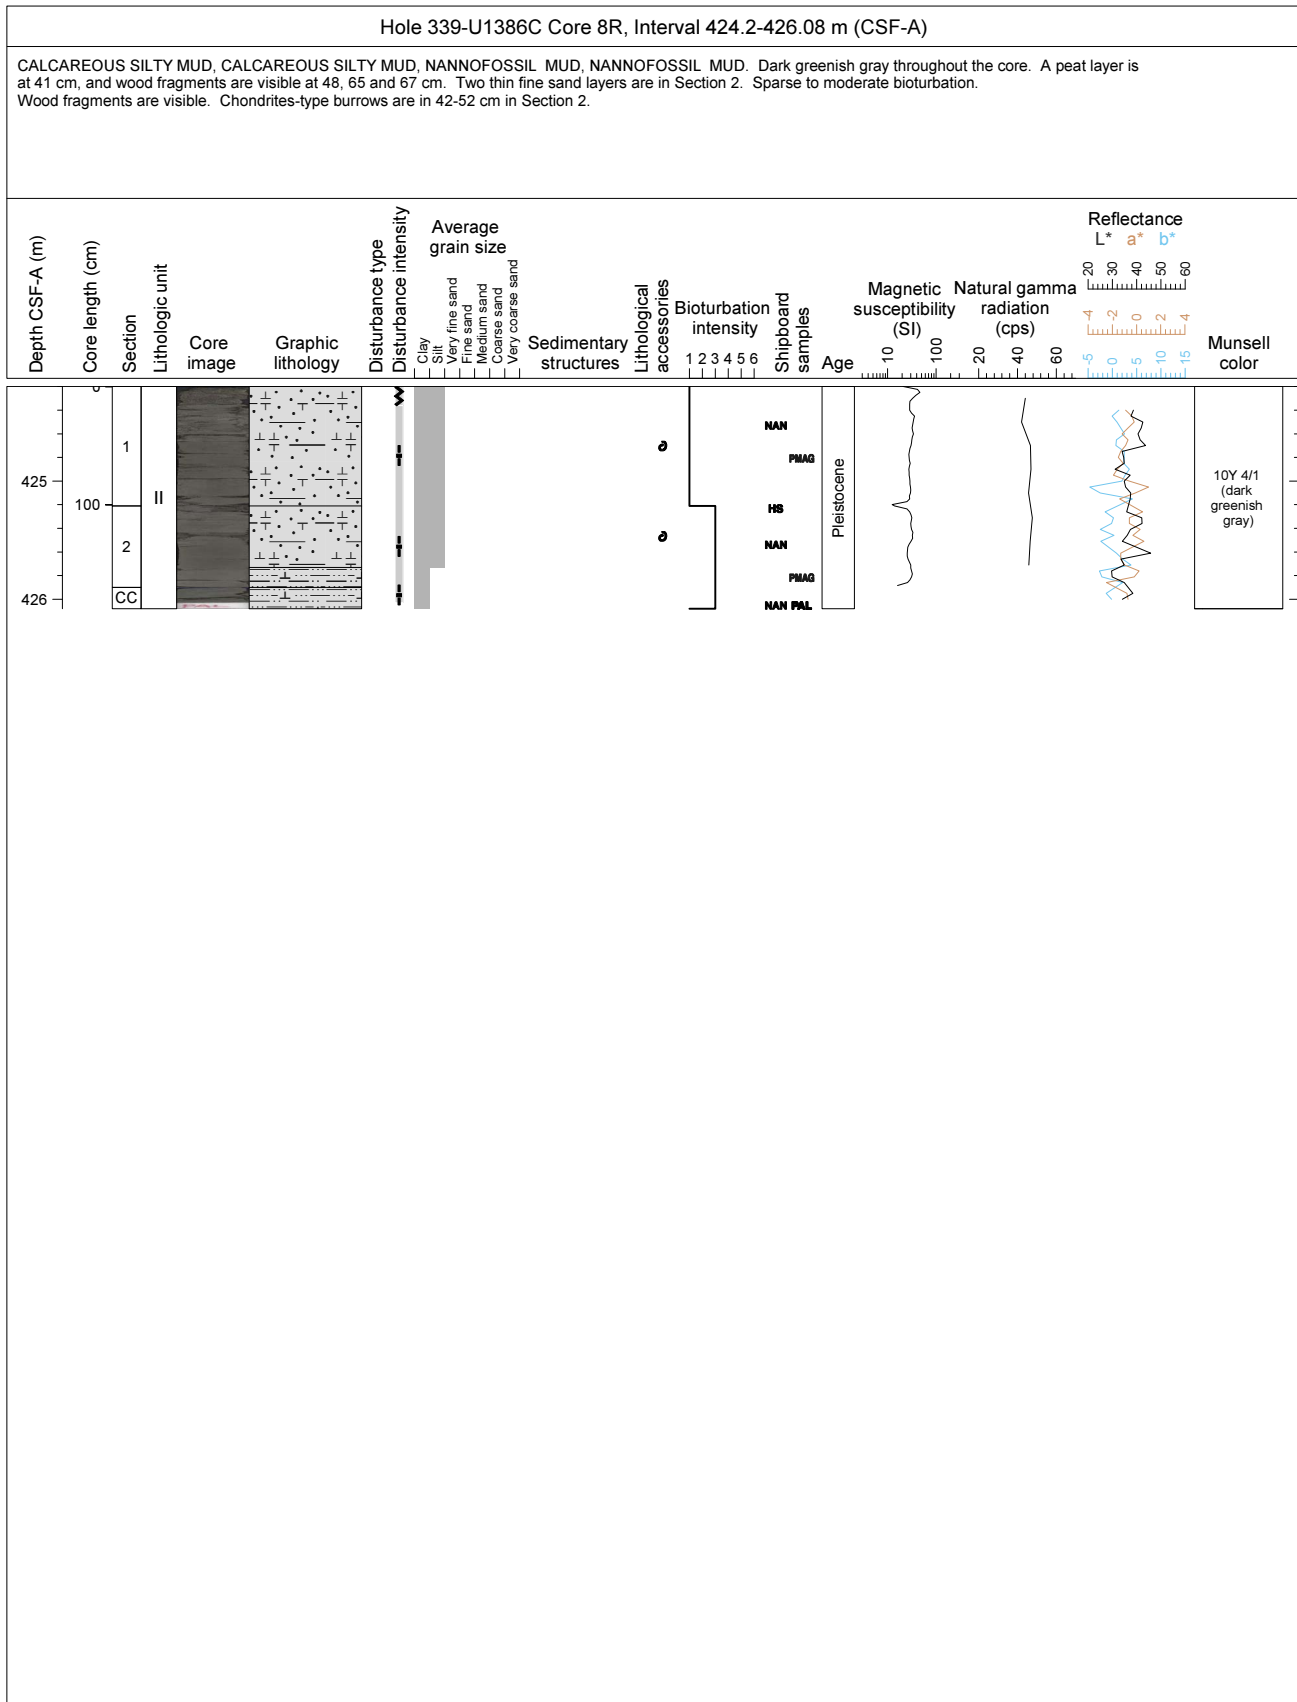 Hole 339-U1386C Core 8R, Interval 424.2-426.08 m (CSF-A)
CALCAREOUS SILTY MUD, CALCAREOUS SILTY MUD, NANNOFOSSIL  MUD, NANNOFOSSIL  MUD.  Dark greenish gray throughout the core.  A peat layer is
at 41 cm, and wood fragments are visible at 48, 65 and 67 cm.  Two thin fine sand layers are in Section 2.  Sparse to moderate bioturbation.
Wood fragments are visible.  Chondrites-type burrows are in 42-52 cm in Section 2.
Depth CSF-A (m)
Core length (cm)
Section
Lithologic unit
Core
image
Graphic
lithology
Disturbance type
Disturbance intensity
Average
grain size
Clay
Silt
Very fine sand
Fine sand
Medium sand
Coarse sand
Very coarse sand
Sedimentary
structures
Lithological
accessories
Bioturbation
intensity
1 2 3 4 5 6
Shipboard
samples
Age
Magnetic
susceptibility
(SI)
10 100
Natural gamma
radiation
(cps)
20 40 60
Reflectance
L* a* b*
20 30 40 50 60
-4 -2 0 2 4
-5 0 5 10 15
Munsell
color
0
1
425
100
2
426
CC
II
NAN
PMAG
HS
NAN
PMAG
NAN PAL
Pleistocene
10Y 4/1
(dark
greenish
gray)